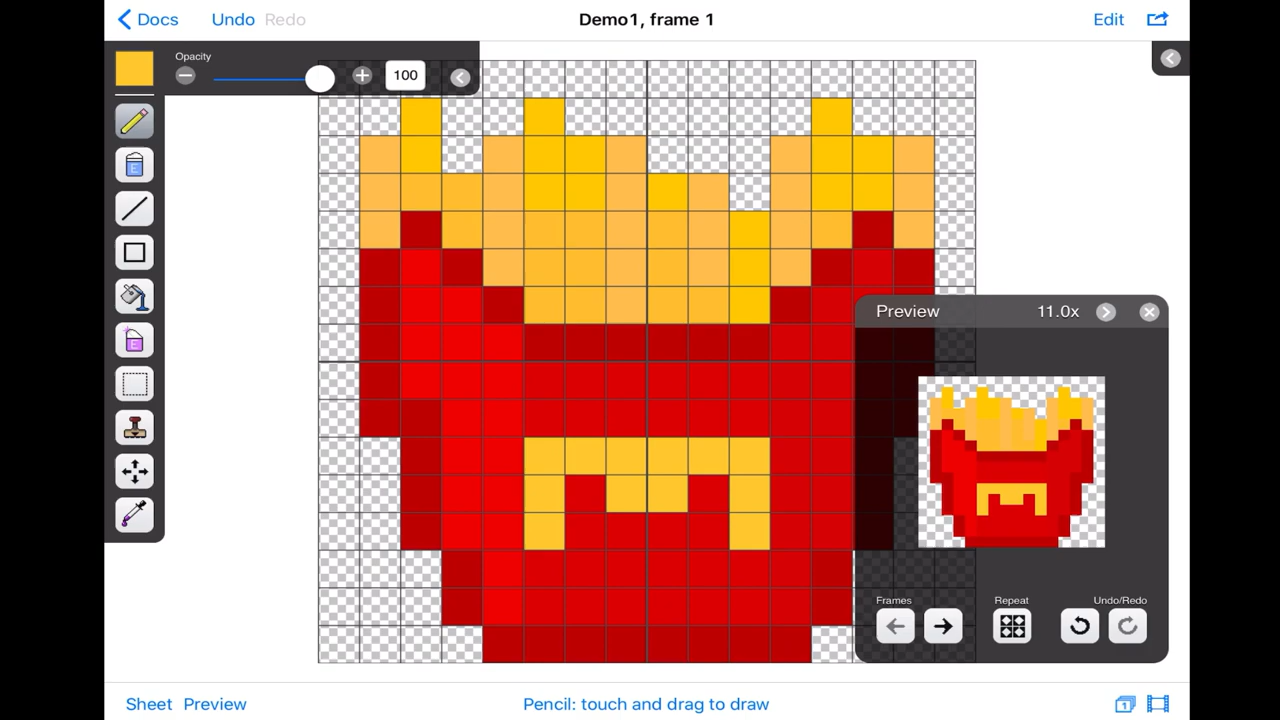 Docs Undo Redo Demo1, frame 1 Edit
Opacity
100
E
E
Preview 11.0x
Frames Repeat Undo/Redo
Sheet Preview Pencil: touch and drag to draw 1